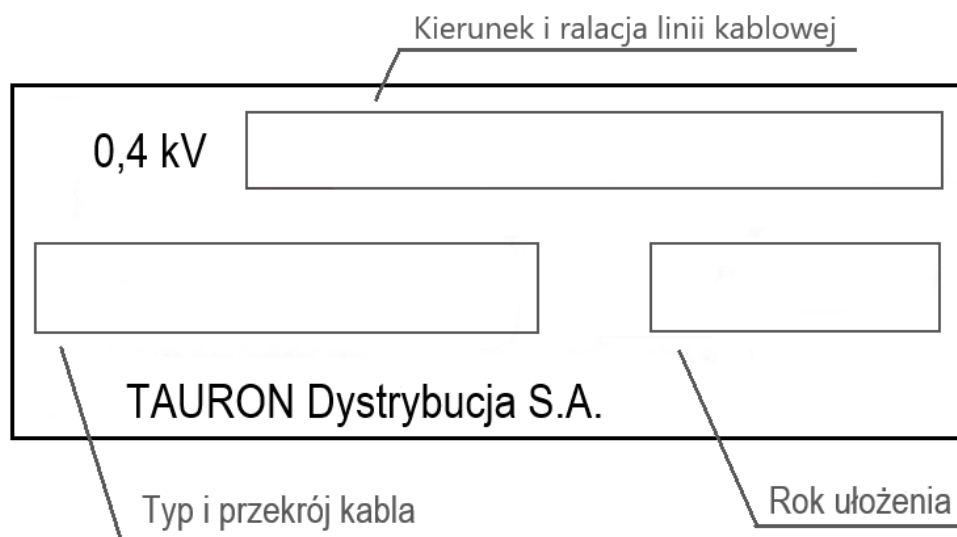 Kierunek i ralacja linii kablowej
0,4 kV
TAURON Dystrybucja S.A.
Typ i przekrój kabla
Rok ułożenia